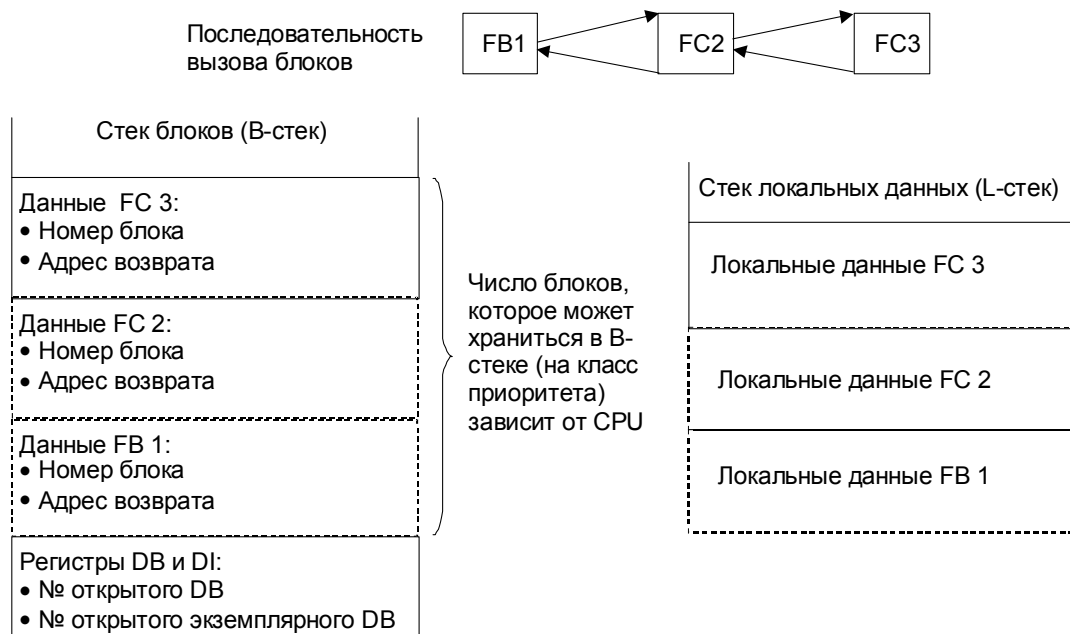 Последовательность
вызова блоков
FB1
FC2
FC3
Стек блоков (В-стек)
Данные FC 3:
• Номер блока
• Адрес возврата
Данные FC 2:
• Номер блока
• Адрес возврата
Данные FB 1:
• Номер блока
• Адрес возврата
Регистры DB и DI:
• № открытого DB
• № открытого экземплярного DB
Число блоков,
которое может
храниться в В-
стеке (на класс
приоритета)
зависит от CPU
Стек локальных данных (L-стек)
Локальные данные FC 3
Локальные данные FC 2
Локальные данные FB 1